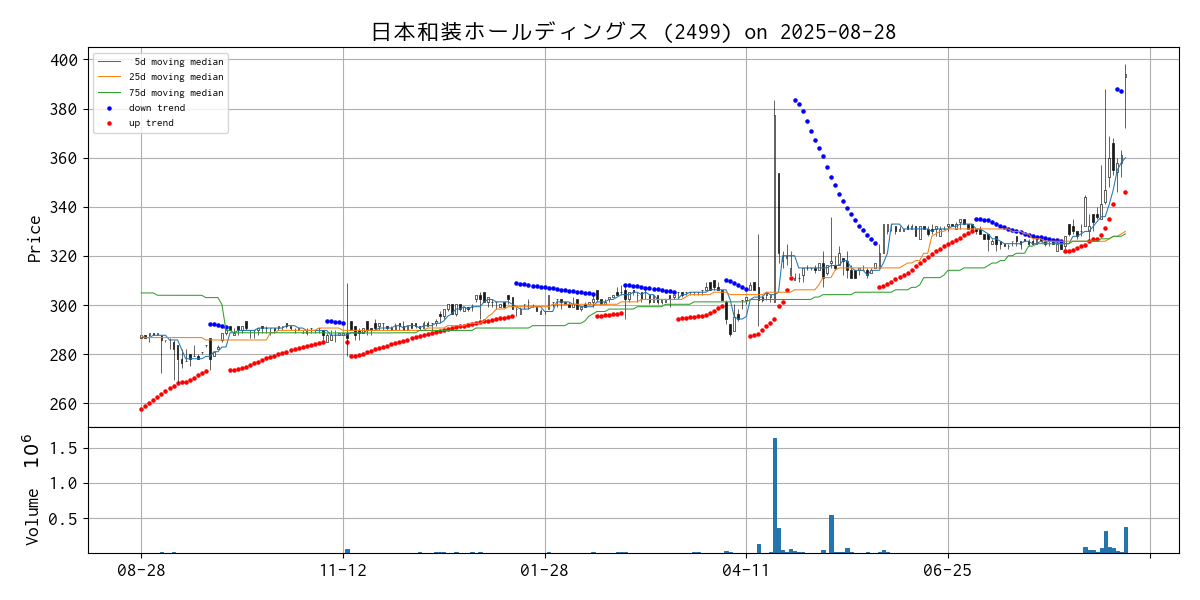 日本和装ホールディングス (2499) on 2025-08-28
400
380
360
340
320
300
280
260
Price
5d moving median
25d moving median
75d moving median
down trend
up trend
1.5
1.0
0.5
Volume 10^6
08-28
11-12
01-28
04-11
06-25